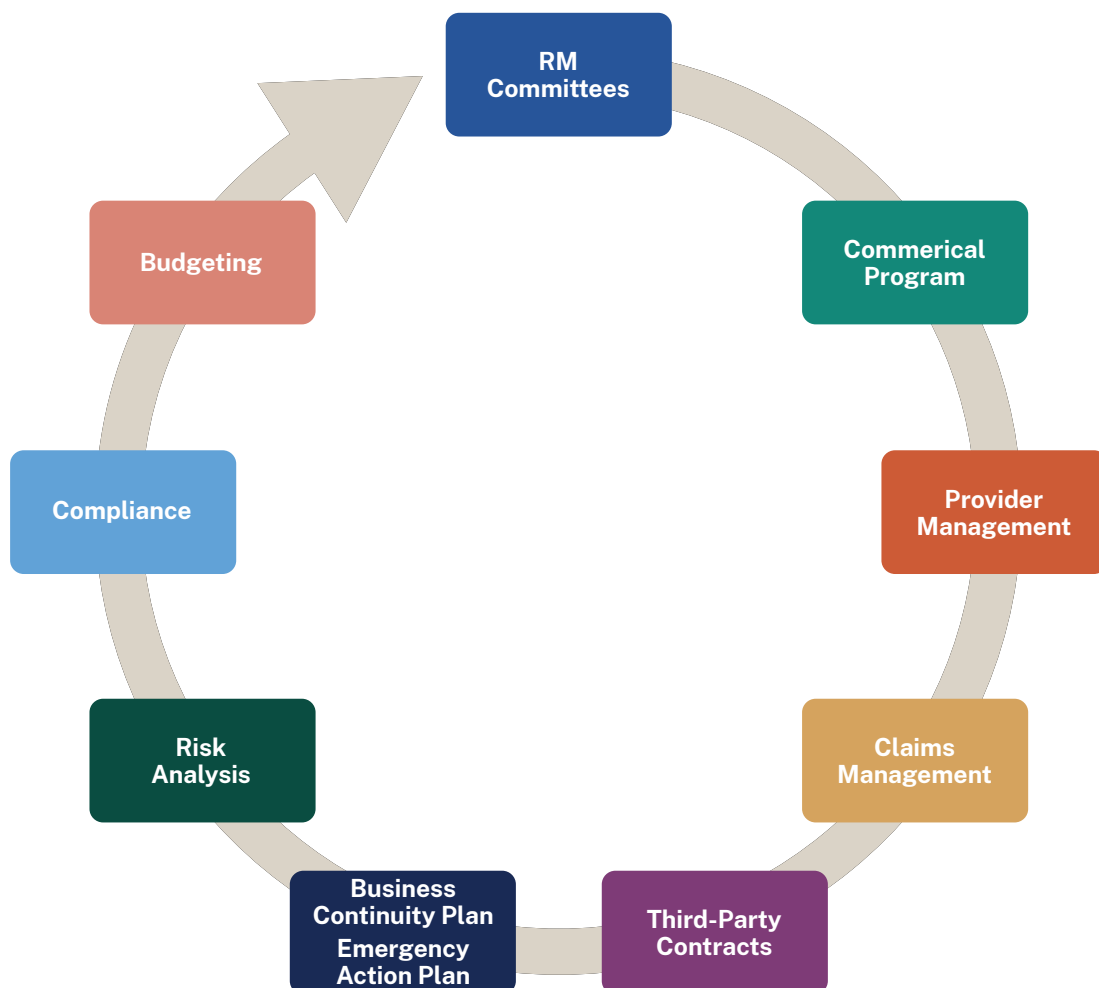 RM
Committees
Commerical
Program
Provider
Management
Claims
Management
Third-Party
Contracts
Business
Continuity Plan
Emergency
Action Plan
Risk
Analysis
Compliance
Budgeting